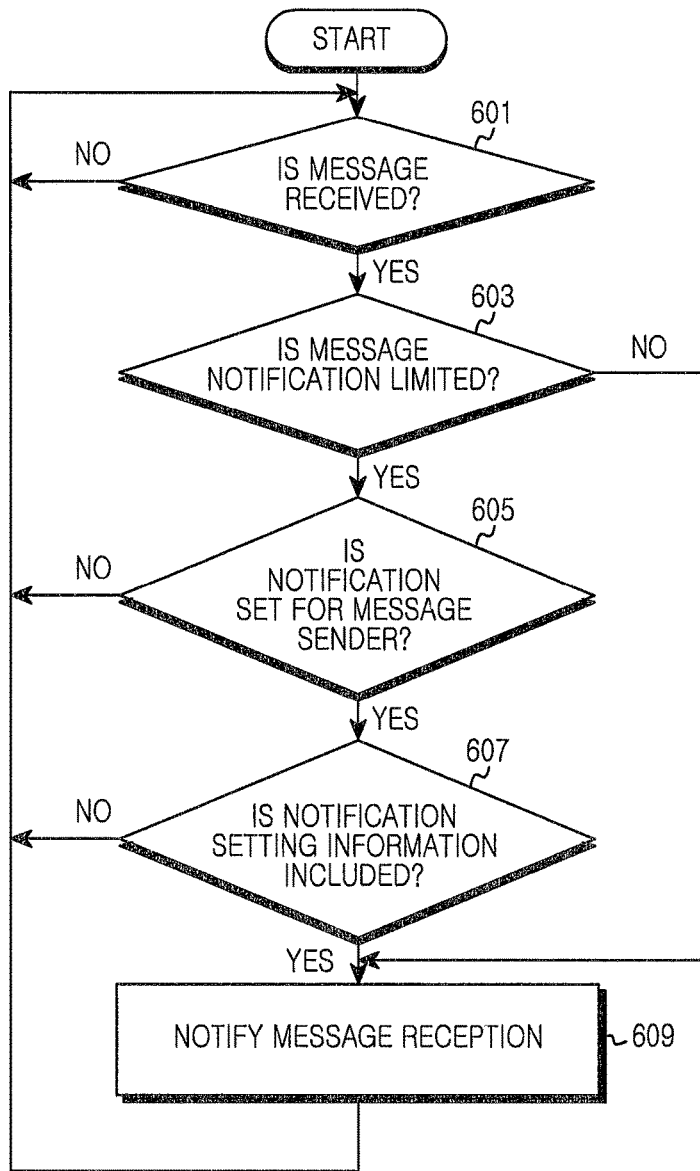 START
601
NO
IS MESSAGE
RECEIVED?
YES
603
IS MESSAGE
NOTIFICATION LIMITED?
NO
YES
605
IS
NOTIFICATION
SET FOR MESSAGE
SENDER?
NO
YES
607
NO
IS NOTIFICATION
SETTING INFORMATION
INCLUDED?
YES
NOTIFY MESSAGE RECEPTION
609